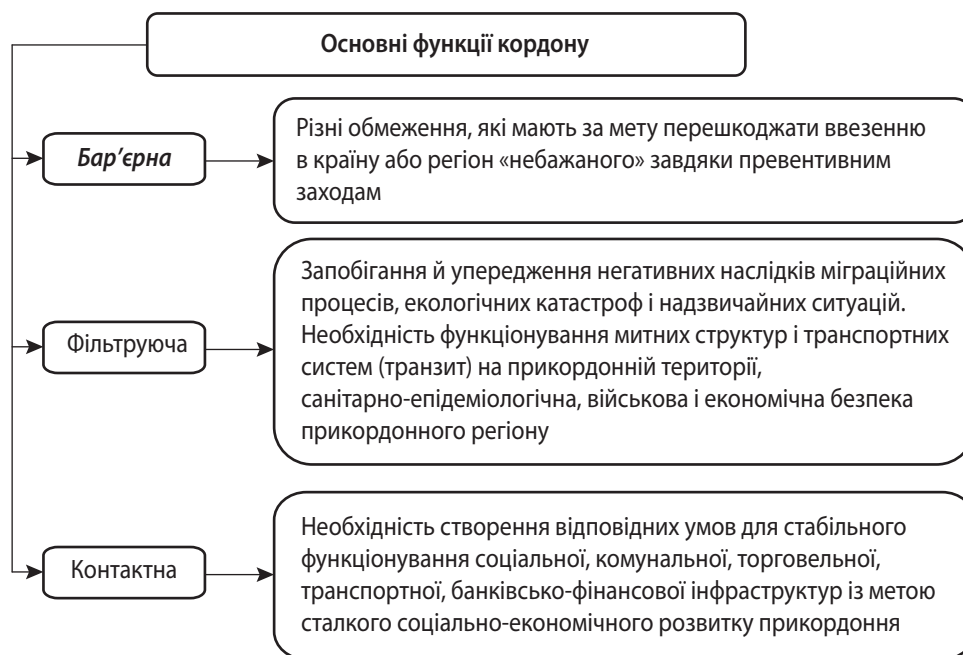 Основні функції кордону
Бар’єрна
Різні обмеження, які мають за мету перешкоджати ввезенню
в країну або регіон «небажаного» завдяки превентивним
заходам
Фільтруюча
Запобігання й упередження негативних наслідків міграційних
процесів, екологічних катастроф і надзвичайних ситуацій.
Необхідність функціонування митних структур і транспортних
систем (транзит) на прикордонній території,
санітарно-епідеміологічна, військова і економічна безпека
прикордонного регіону
Контактна
Необхідність створення відповідних умов для стабільного
функціонування соціальної, комунальної, торговельної,
транспортної, банківсько-фінансової інфраструктур із метою
сталкого соціально-економічного розвитку прикордоння